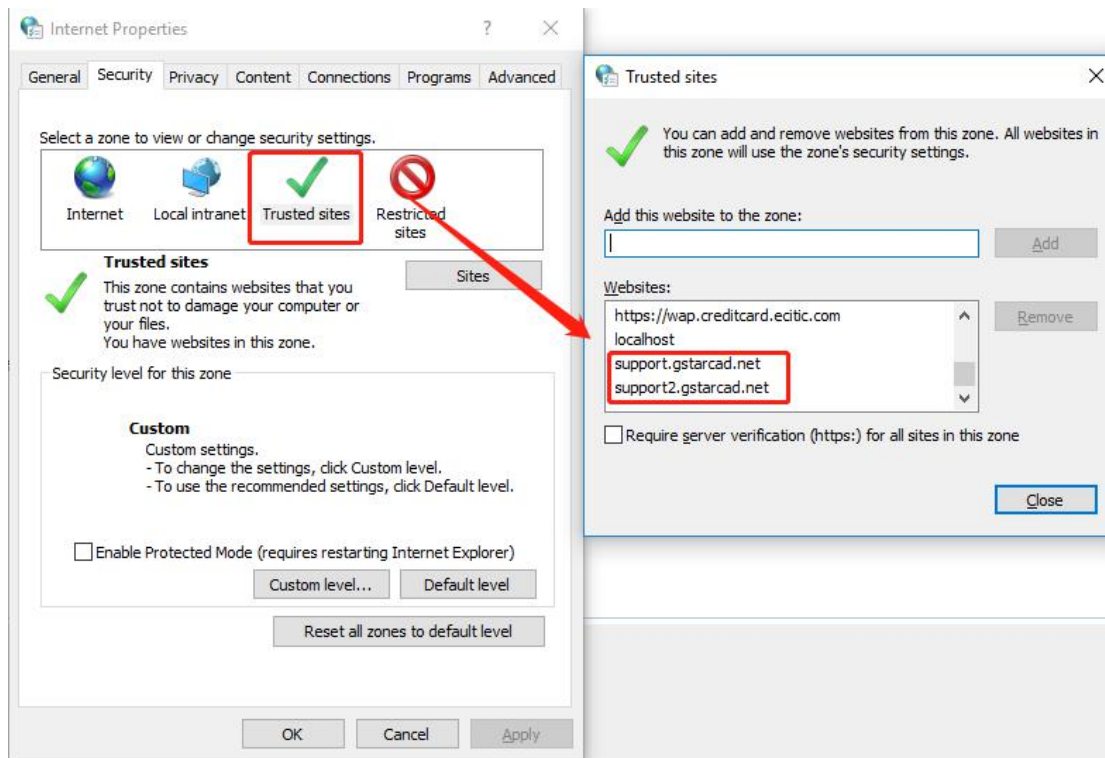 Internet Properties
?
General Security Privacy Content Connections Programs Advanced
Select a zone to view or change security settings.
Internet
Local intranet
Trusted sites
Restricted
sites
Trusted sites
This zone contains websites that you
trust not to damage your computer or
your files.
You have websites in this zone.
Sites
Security level for this zone
Custom
Custom settings.
- To change the settings, click Custom level.
- To use the recommended settings, click Default level.
Enable Protected Mode (requires restarting Internet Explorer)
Custom level...
Default level
Reset all zones to default level
OK
Cancel
Apply
Trusted sites
You can add and remove websites from this zone. All websites in
this zone will use the zone's security settings.
Add this website to the zone:
Add
Websites:
https://wap.creditcard.ecitic.com
localhost
support.gstarcad.net
support2.gstarcad.net
Remove
Require server verification (https:) for all sites in this zone
Close